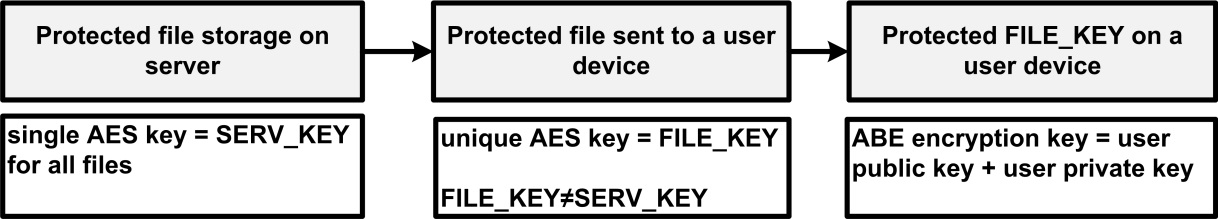 Protected file storage on
server
Protected file sent to a user
device
Protected FILE_KEY on a
user device
single AES key = SERV_KEY
for all files
unique AES key = FILE_KEY
FILE_KEY≠SERV_KEY
ABE encryption key = user
public key + user private key